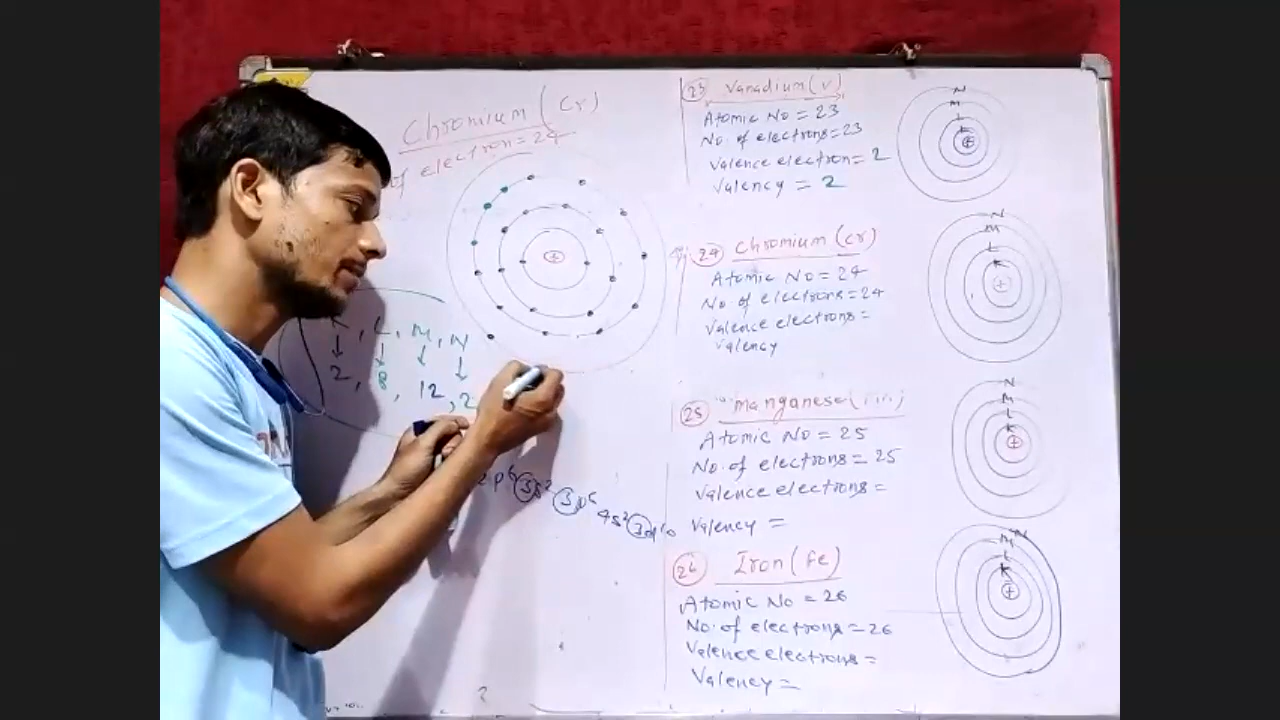 Chromium (Cr)
of electron = 24
K, L, M, N
2, 8, 12, 2
2p6 3s2 3p6 4s2 3d10
23 Vanadium (V)
Atomic No = 23
No. of electrons = 23
Valence electron = 2
Valency = 2
N
M
L
K
+
24 Chromium (Cr)
Atomic No = 24
No. of electrons = 24
Valence electrons =
Valency
N
M
L
K
+
25 Manganese
Atomic No = 25
No. of electrons = 25
Valence electrons =
Valency =
N
M
L
K
+
26 Iron (Fe)
Atomic No = 26
No. of electrons = 26
Valence electrons =
Valency =
N
M
L
K
+
+